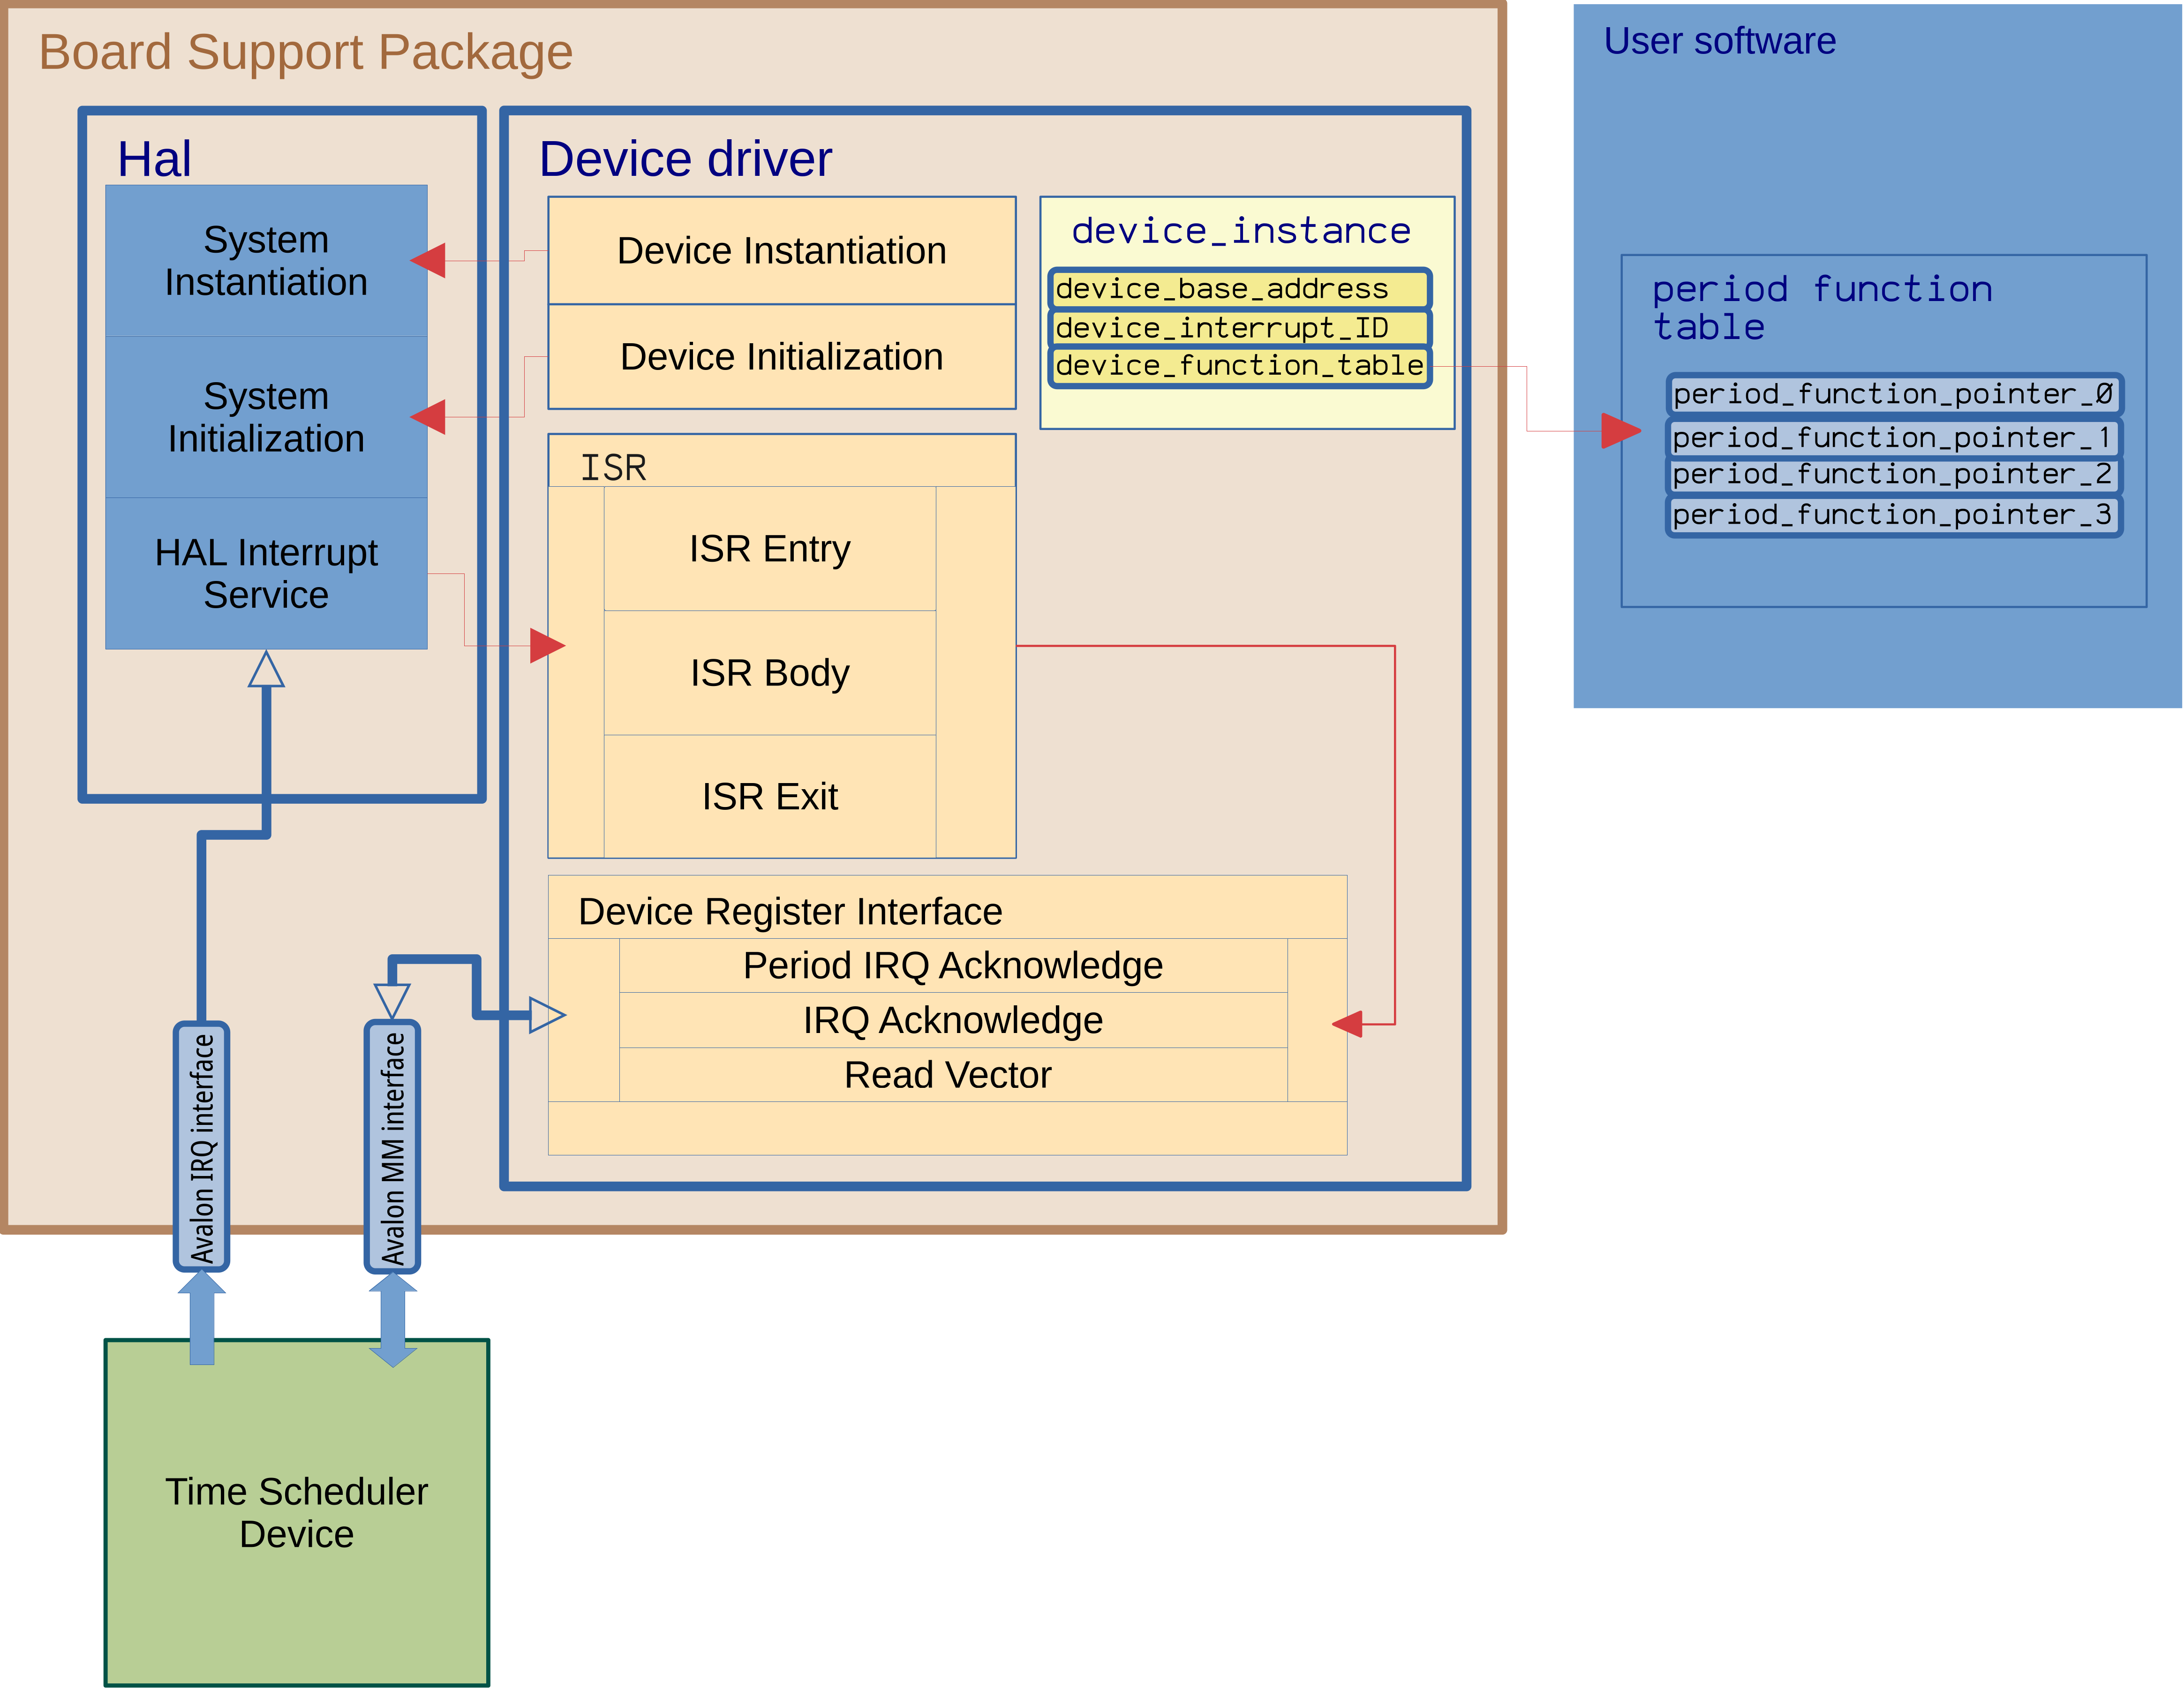 Board Support Package
Hal
System
Instantiation
System
Initialization
HAL Interrupt
Service
Device driver
Device Instantiation
Device Initialization
device_instance
device_base_address
device_interrupt_ID
device_function_table
ISR
ISR Entry
ISR Body
ISR Exit
Device Register Interface
Period IRQ Acknowledge
IRQ Acknowledge
Read Vector
User software
period function
table
period_function_pointer_0
period_function_pointer_1
period_function_pointer_2
period_function_pointer_3
Avalon IRQ interface
Avalon MM interface
Time Scheduler
Device